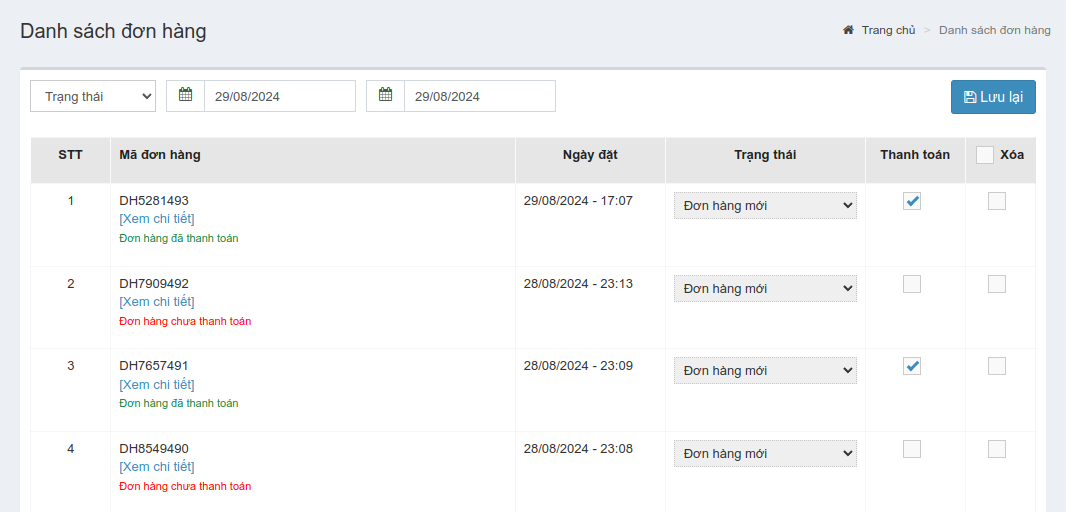 Danh sách đơn hàng
Trang chủ > Danh sách đơn hàng
Trạng thái 29/08/2024 29/08/2024 Lưu lại
STT Mã đơn hàng Ngày đặt Trạng thái Thanh toán Xóa
1 DH5281493 29/08/2024 - 17:07 Đơn hàng mới
[Xem chi tiết]
Đơn hàng đã thanh toán
2 DH7909492 28/08/2024 - 23:13 Đơn hàng mới
[Xem chi tiết]
Đơn hàng chưa thanh toán
3 DH7657491 28/08/2024 - 23:09 Đơn hàng mới
[Xem chi tiết]
Đơn hàng đã thanh toán
4 DH8549490 28/08/2024 - 23:08 Đơn hàng mới
[Xem chi tiết]
Đơn hàng chưa thanh toán